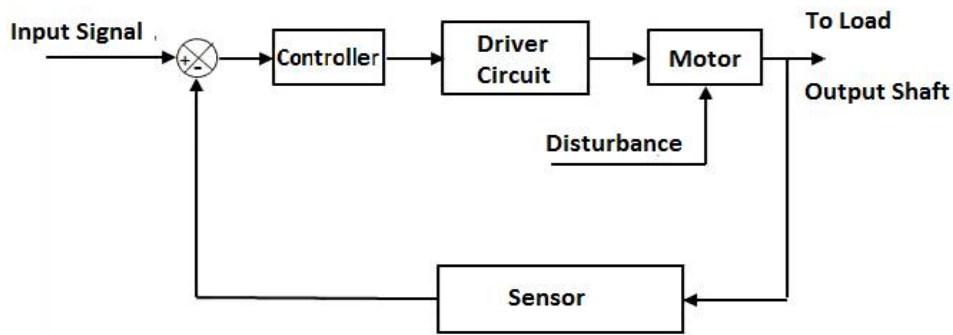 Input Signal
+
-
Controller
Driver
Circuit
Motor
To Load
Output Shaft
Disturbance
Sensor